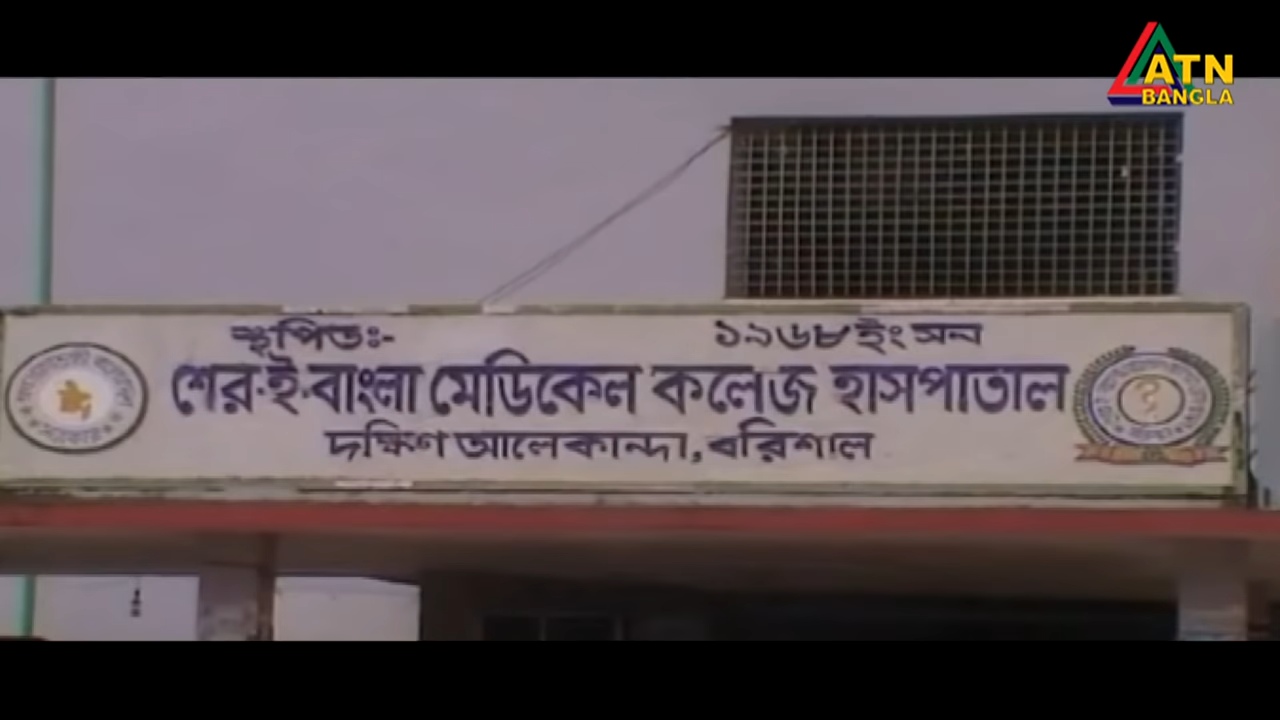 ATN
BANGLA
স্থাপিতঃ- ১৯৬৮ইং সন
শের-ই-বাংলা মেডিকেল কলেজ হাসপাতাল
দক্ষিণ আলেকান্দা, বরিশাল